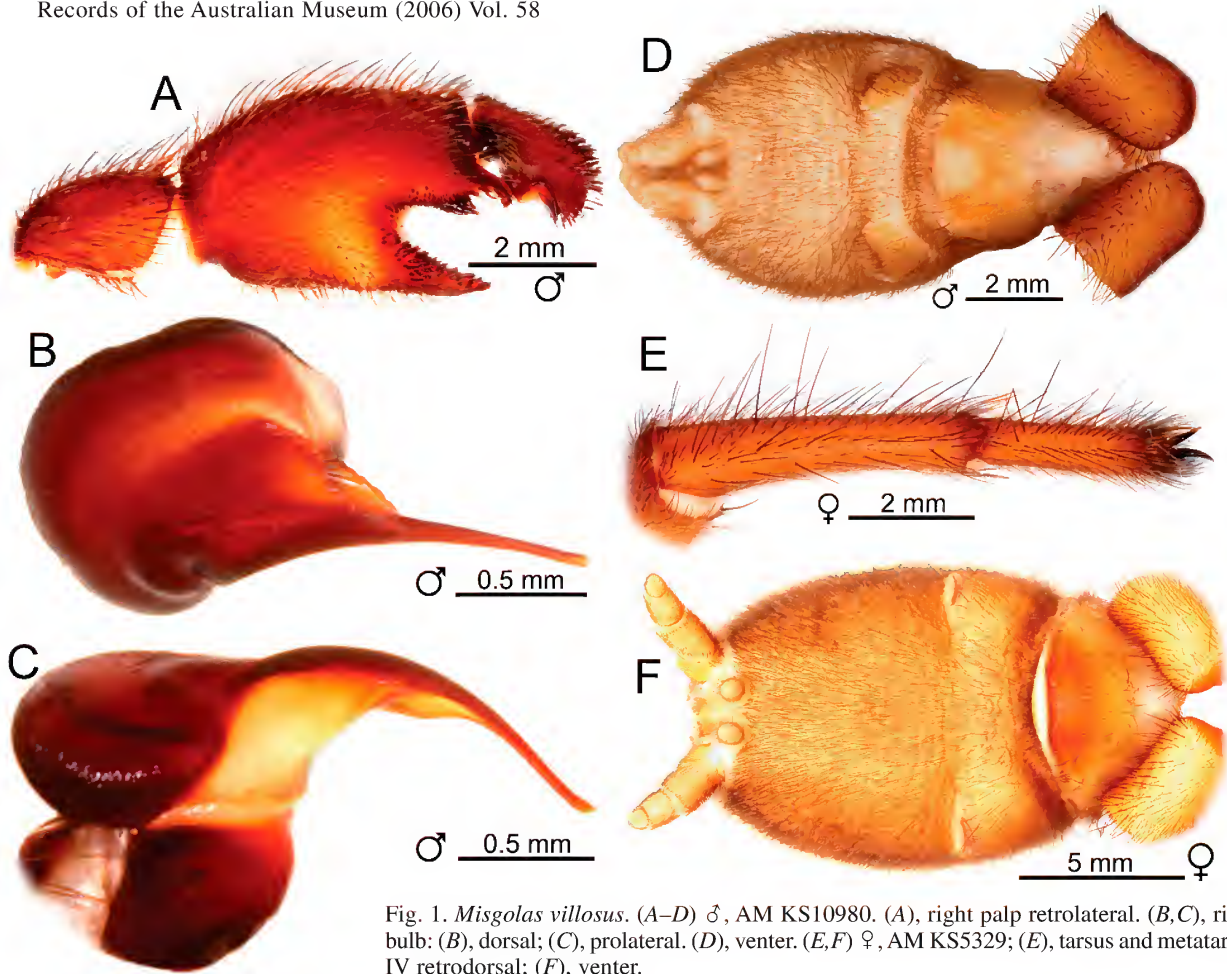 Records of the Australian Museum (2006) Vol. 58
A
2 mm
♂
B
♂ 0.5 mm
C
♂ 0.5 mm
D
♂ 2 mm
E
♀ 2 mm
F
5 mm ♀
Fig. 1. Misgolas villosus. (A–D) ♂, AM KS10980. (A), right palp retrolateral. (B,C), ri
bulb: (B), dorsal; (C), prolateral. (D), venter. (E,F) ♀, AM KS5329; (E), tarsus and metatar
IV retrodorsal; (F), venter.